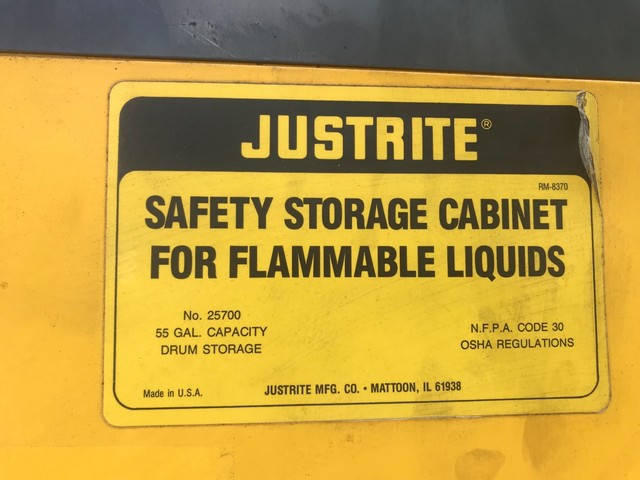 JUSTRITE®
RM-8370
SAFETY STORAGE CABINET
FOR FLAMMABLE LIQUIDS
No. 25700
55 GAL. CAPACITY
DRUM STORAGE
N.F.P.A. CODE 30
OSHA REGULATIONS
Made in U.S.A.
JUSTRITE MFG. CO. • MATTOON, IL 61938